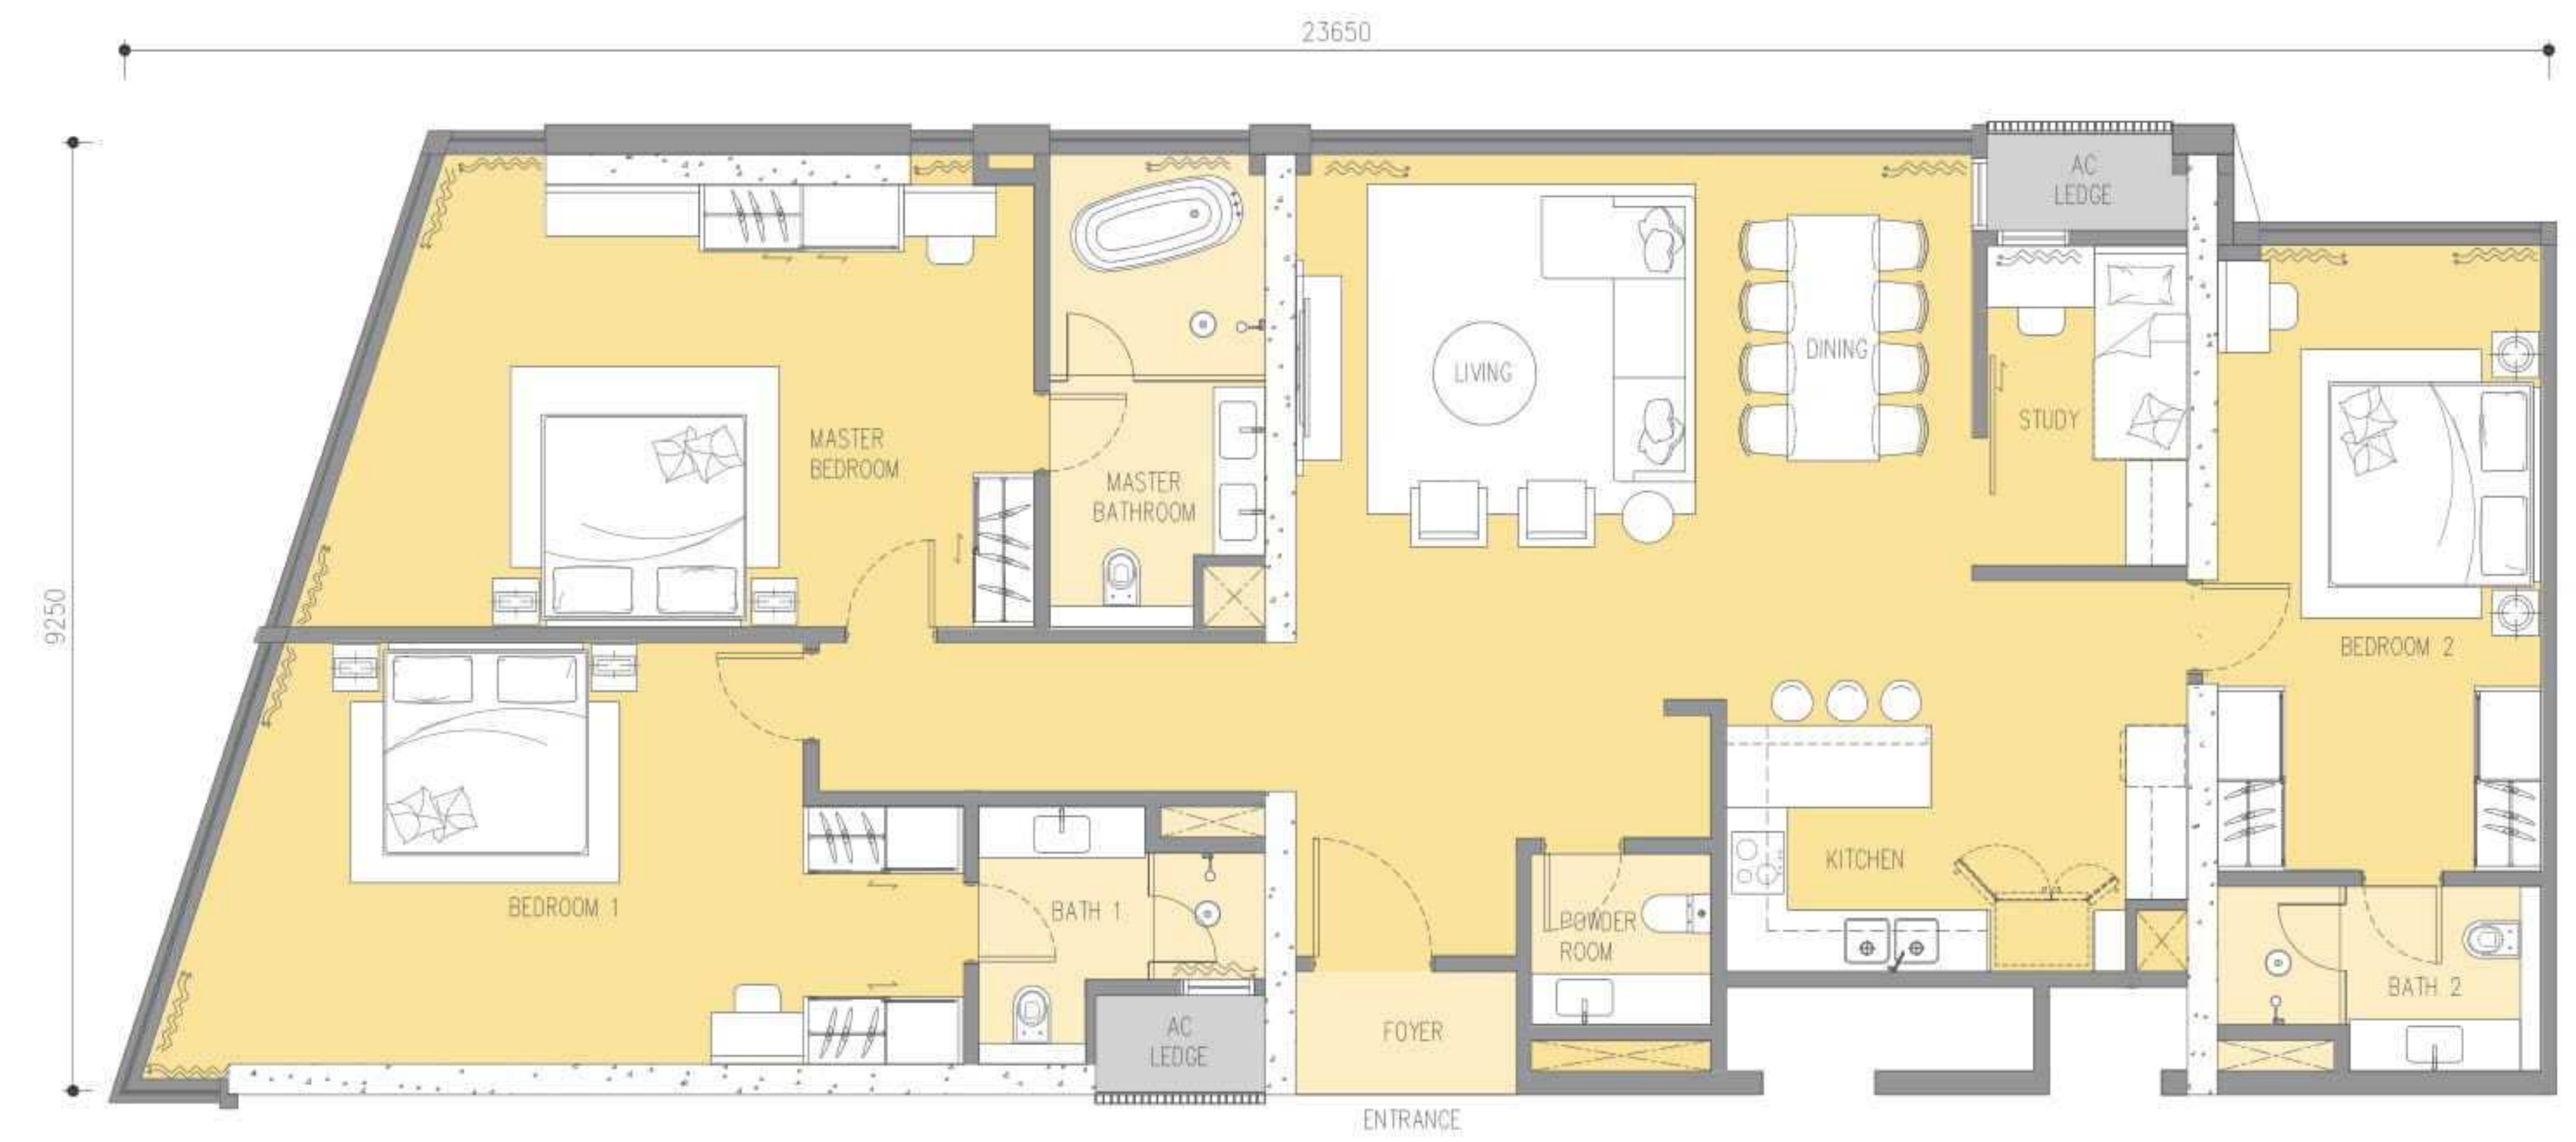 23650
9250
AC
LEDGE
MASTER
BEDROOM
MASTER
BATHROOM
LIVING
DINING
STUDY
BEDROOM 2
BEDROOM 1
BATH 1
KITCHEN
POWDER
ROOM
BATH 2
AC
LEDGE
FOYER
ENTRANCE